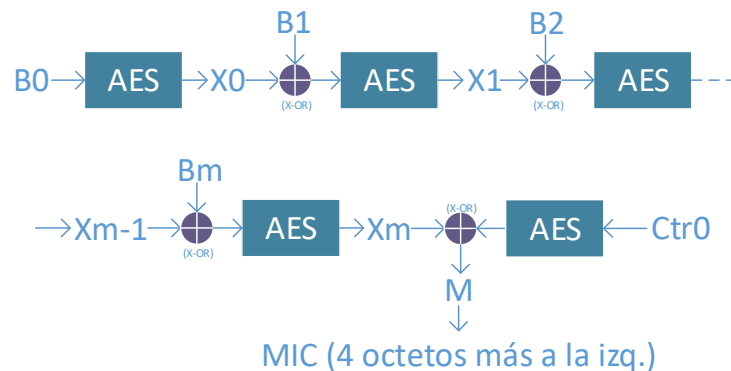 B1
B2
B0 AES X0 AES X1 AES
(X-OR)
(X-OR)
Bm
(X-OR)
Xm-1 AES Xm AES Ctr0
(X-OR)
M
MIC (4 octetos más a la izq.)